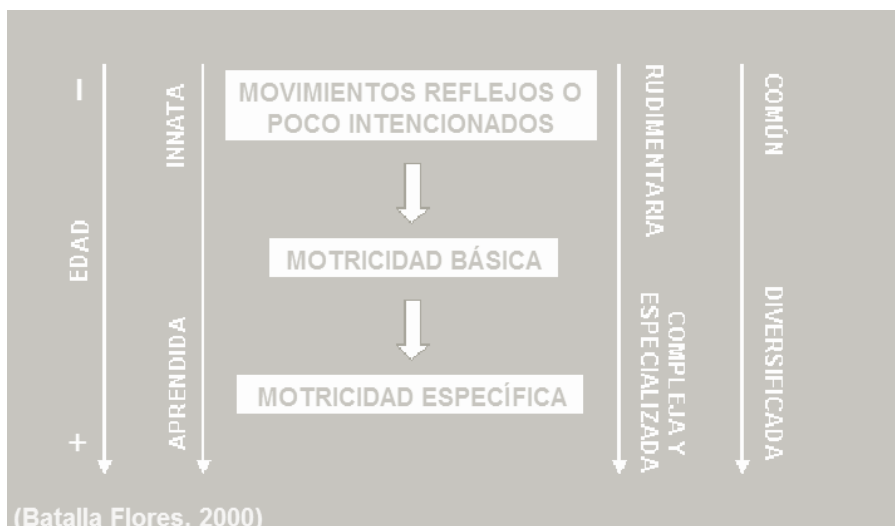 –
EDAD
+
INNATA
APRENDIDA
MOVIMIENTOS REFLEJOS O
POCO INTENCIONADOS
MOTRICIDAD BÁSICA
MOTRICIDAD ESPECÍFICA
RUDIMENTARIA
COMPLEJA Y
ESPECIALIZADA
COMÚN
DIVERSIFICADA
(Batalla Flores, 2000)